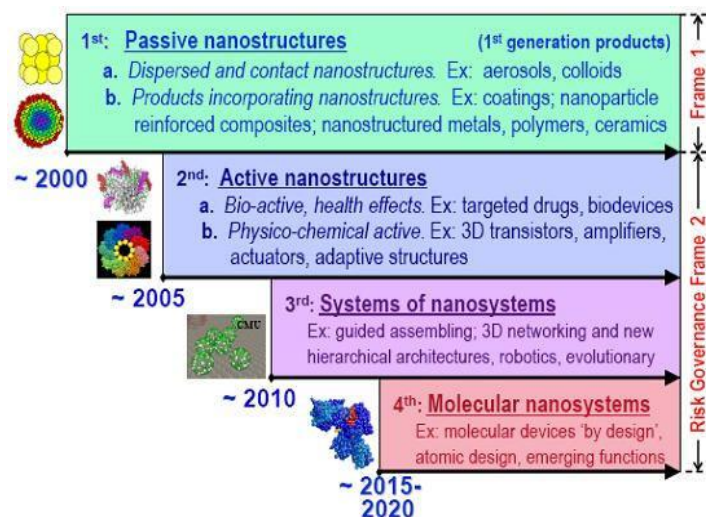 1st: Passive nanostructures (1st generation products)
a. Dispersed and contact nanostructures. Ex: aerosols, colloids
b. Products incorporating nanostructures. Ex: coatings; nanoparticle
reinforced composites; nanostructured metals, polymers, ceramics
~ 2000
2nd: Active nanostructures
a. Bio-active, health effects. Ex: targeted drugs, biodevices
b. Physico-chemical active. Ex: 3D transistors, amplifiers,
actuators, adaptive structures
~ 2005
CMU
3rd: Systems of nanosystems
Ex: guided assembling; 3D networking and new
hierarchical architectures, robotics, evolutionary
~ 2010
4th: Molecular nanosystems
Ex: molecular devices ‘by design’,
atomic design, emerging functions
~ 2015-
2020
Frame 1
Risk Governance Frame 2